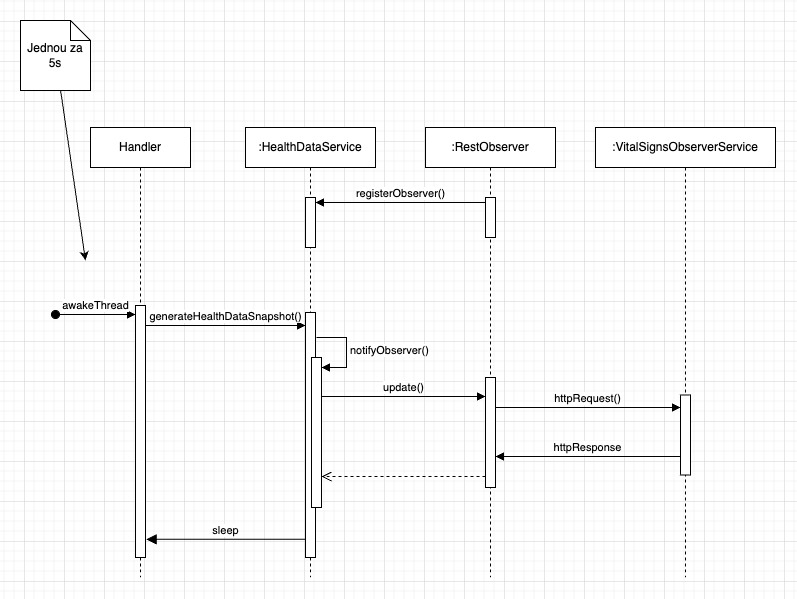 Jednou za
5s
Handler
:HealthDataService
:RestObserver
:VitalSignsObserverService
registerObserver()
awakeThread
generateHealthDataSnapshot()
notifyObserver()
update()
httpRequest()
httpResponse
sleep